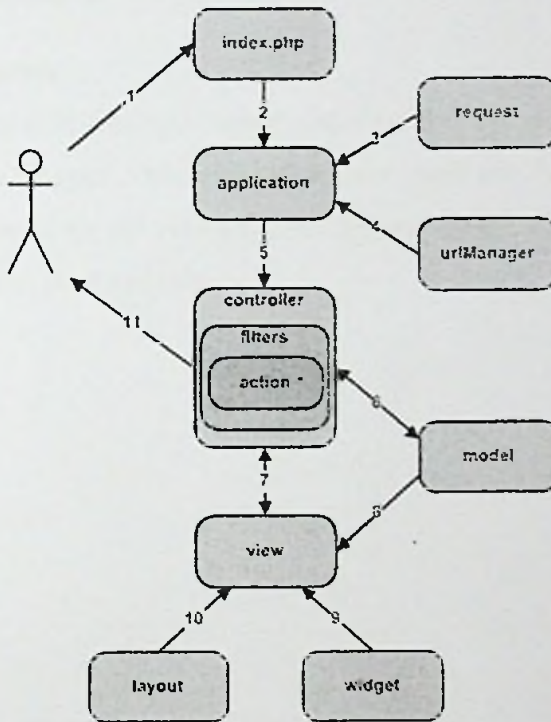 index.php
1
2
request
3
application
4
urlManager
5
controller
filters
11
action
6
model
7
8
view
10
9
layout
widget